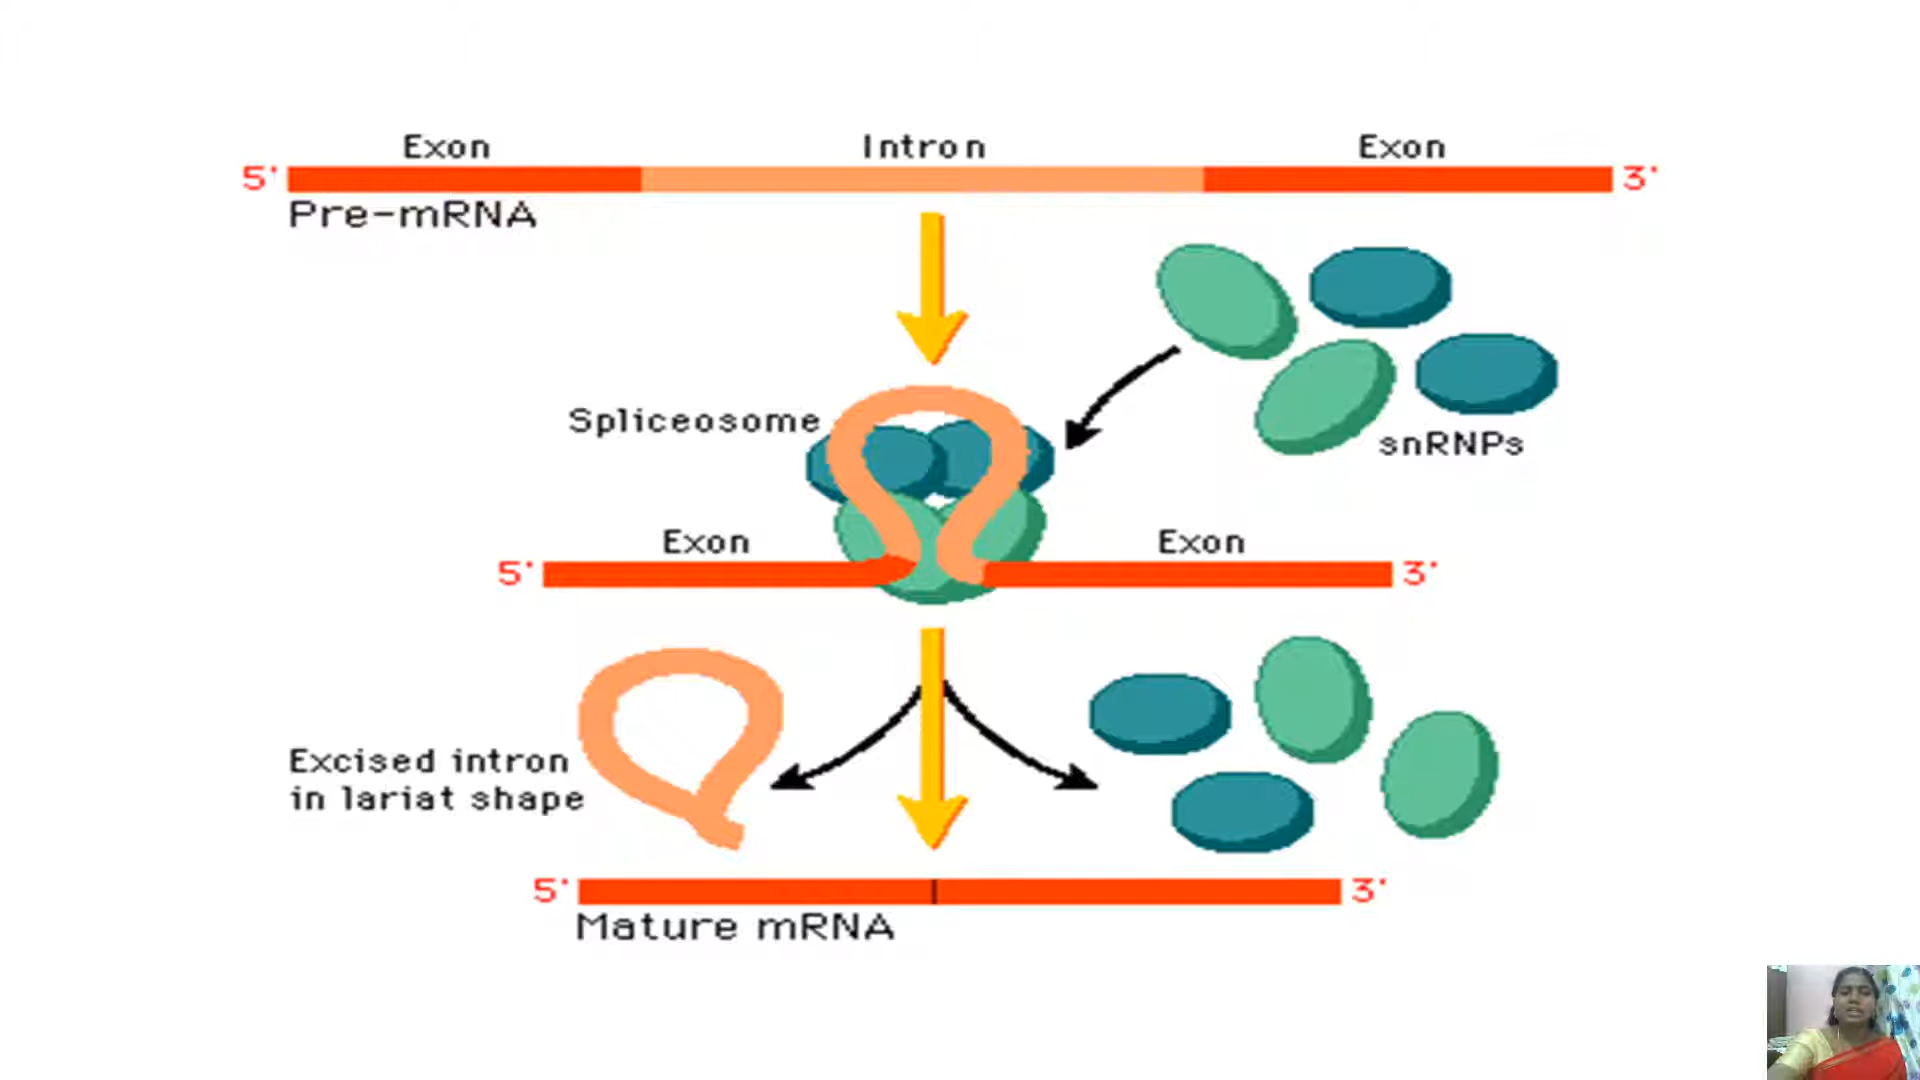 Exon Intron Exon
5' 3'
Pre-mRNA
Spliceosome
snRNPs
Exon Exon
5' 3'
Excised intron
in lariat shape
5' 3'
Mature mRNA